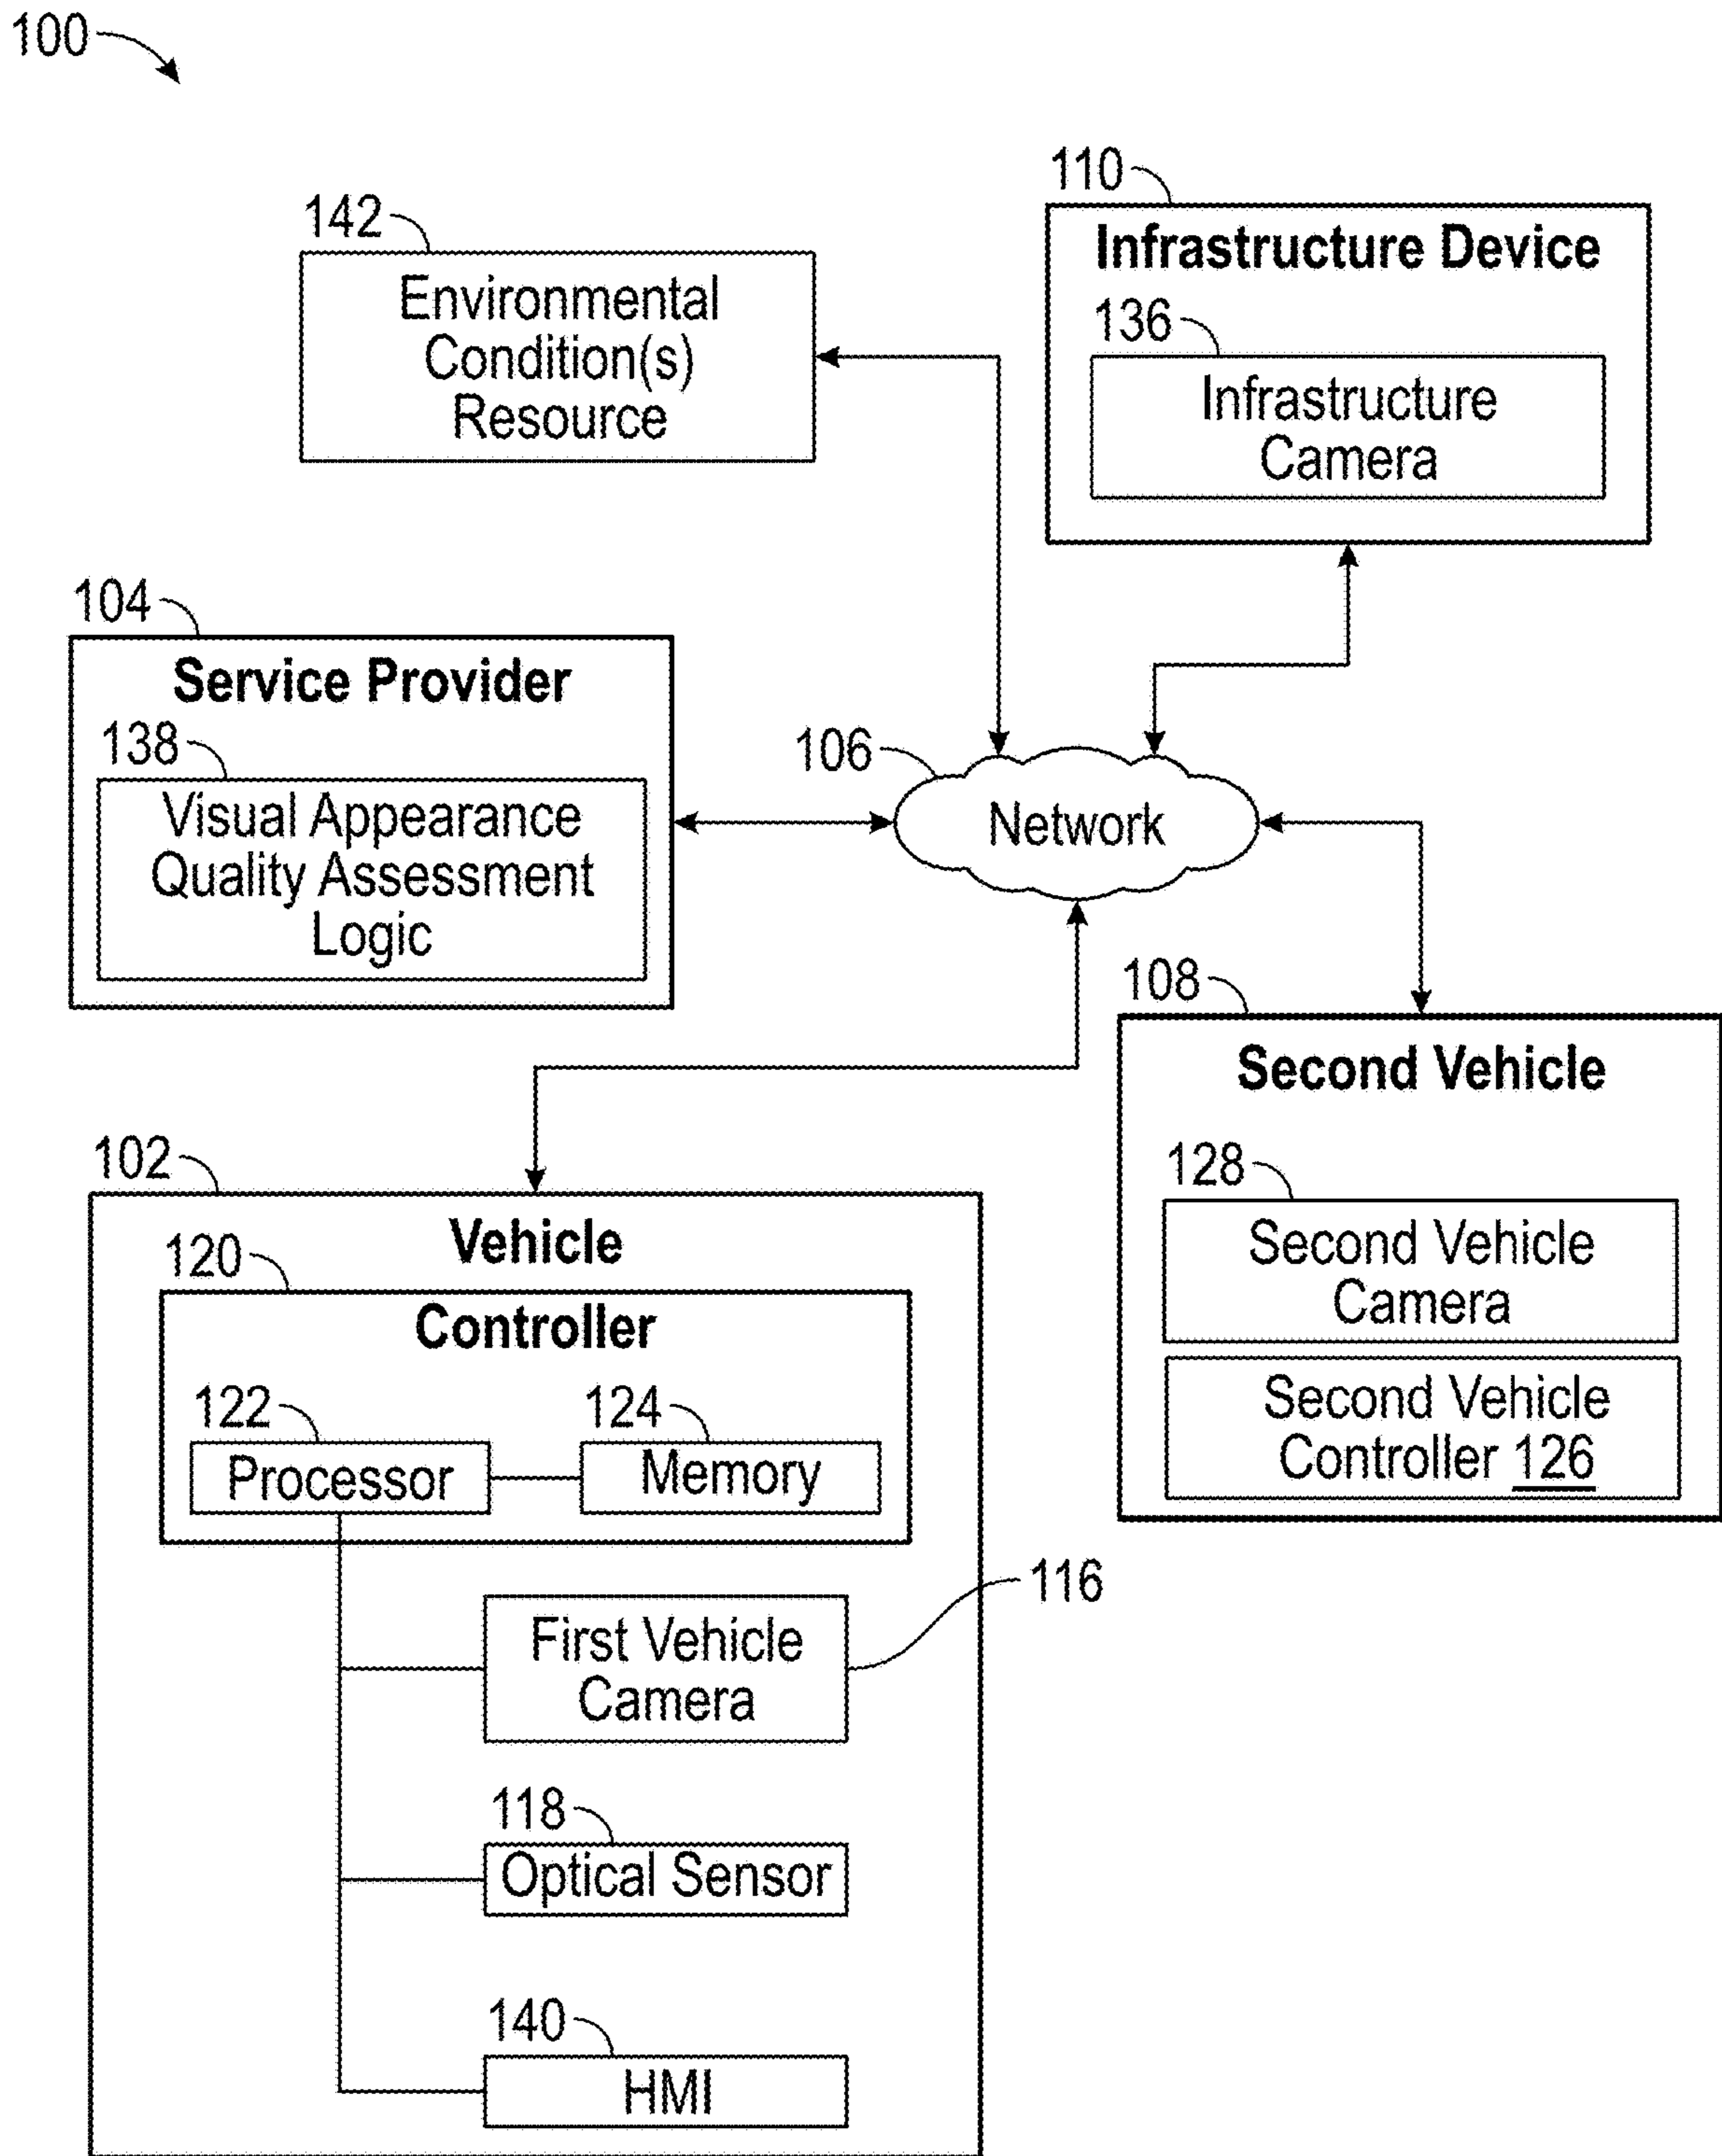 100
110
Infrastructure Device
136
Infrastructure
Camera
142
Environmental
Condition(s)
Resource
104
Service Provider
138
Visual Appearance
Quality Assessment
Logic
106
Network
108
Second Vehicle
128
Second Vehicle
Camera
Second Vehicle
Controller 126
102
Vehicle
120
Controller
122
Processor
124
Memory
116
First Vehicle
Camera
118
Optical Sensor
140
HMI